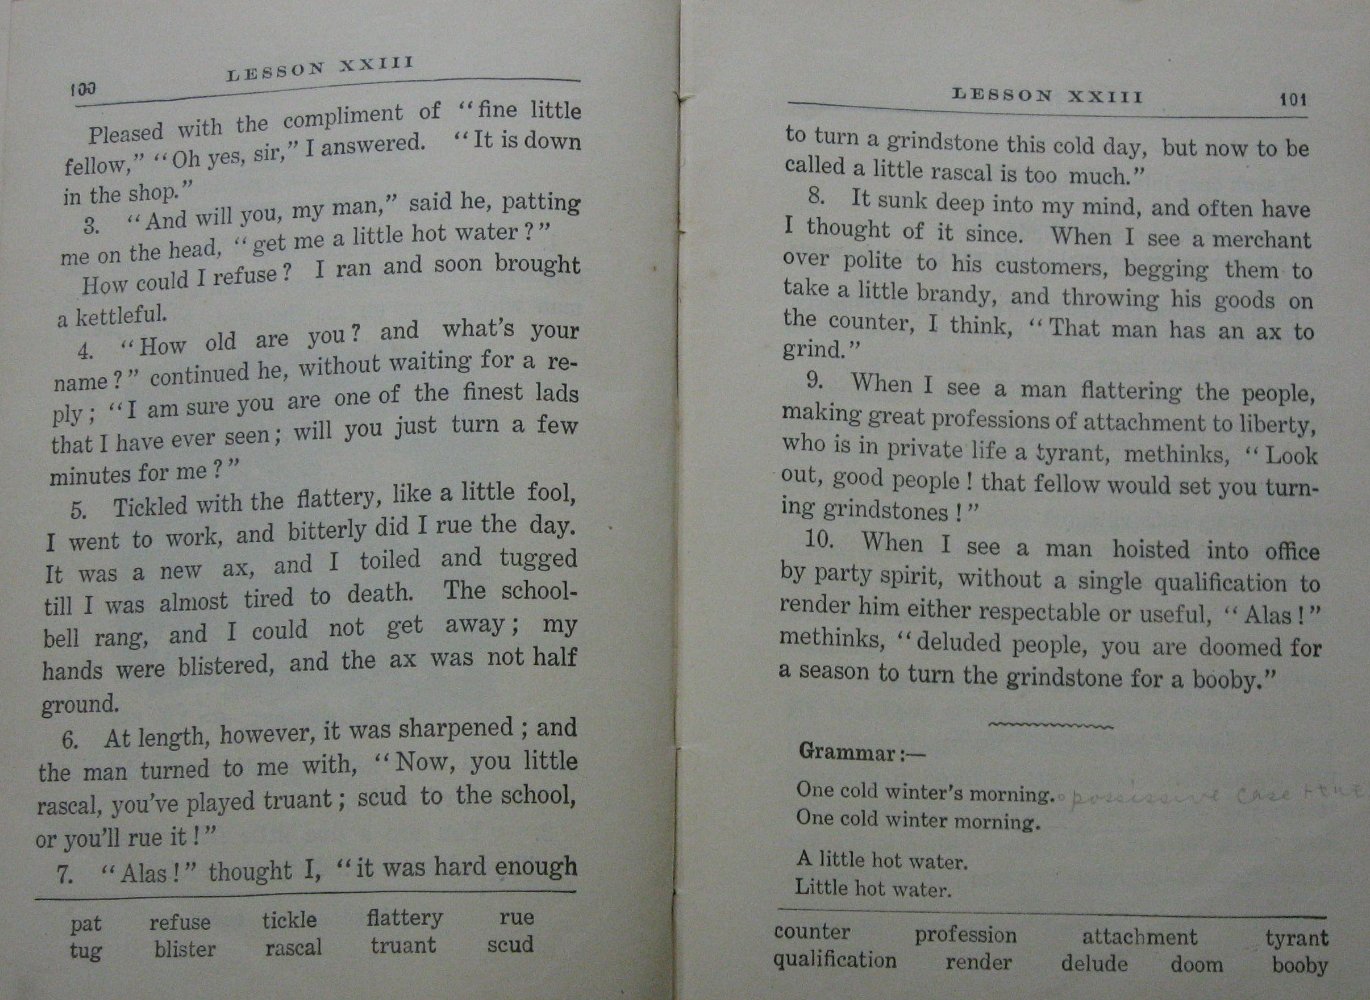 100
LESSON XXIII
Pleased with the compliment of “fine little
fellow,” “Oh yes, sir,” I answered. “It is down
in the shop.”
3. “And will you, my man,” said he, patting
me on the head, “get me a little hot water?”
How could I refuse? I ran and soon brought
a kettleful.
4. “How old are you? and what's your
name?” continued he, without waiting for a re-
ply; “I am sure you are one of the finest lads
that I have ever seen; will you just turn a few
minutes for me?”
5. Tickled with the flattery, like a little fool,
I went to work, and bitterly did I rue the day.
It was a new ax, and I toiled and tugged
till I was almost tired to death. The school-
bell rang, and I could not get away; my
hands were blistered, and the ax was not half
ground.
6. At length, however, it was sharpened; and
the man turned to me with, “Now, you little
rascal, you've played truant; scud to the school,
or you'll rue it!”
7. “Alas!” thought I, “it was hard enough
pat refuse tickle flattery rue
tug blister rascal truant scud
LESSON XXIII
101
to turn a grindstone this cold day, but now to be
called a little rascal is too much.”
8. It sunk deep into my mind, and often have
I thought of it since. When I see a merchant
over polite to his customers, begging them to
take a little brandy, and throwing his goods on
the counter, I think, “That man has an ax to
grind.”
9. When I see a man flattering the people,
making great professions of attachment to liberty,
who is in private life a tyrant, methinks, “Look
out, good people! that fellow would set you turn-
ing grindstones!”
10. When I see a man hoisted into office
by party spirit, without a single qualification to
render him either respectable or useful, “Alas!”
methinks, “deluded people, you are doomed for
a season to turn the grindstone for a booby.”
Grammar:—
One cold winter's morning. possissive case
One cold winter morning.
A little hot water.
Little hot water.
counter profession attachment tyrant
qualification render delude doom booby